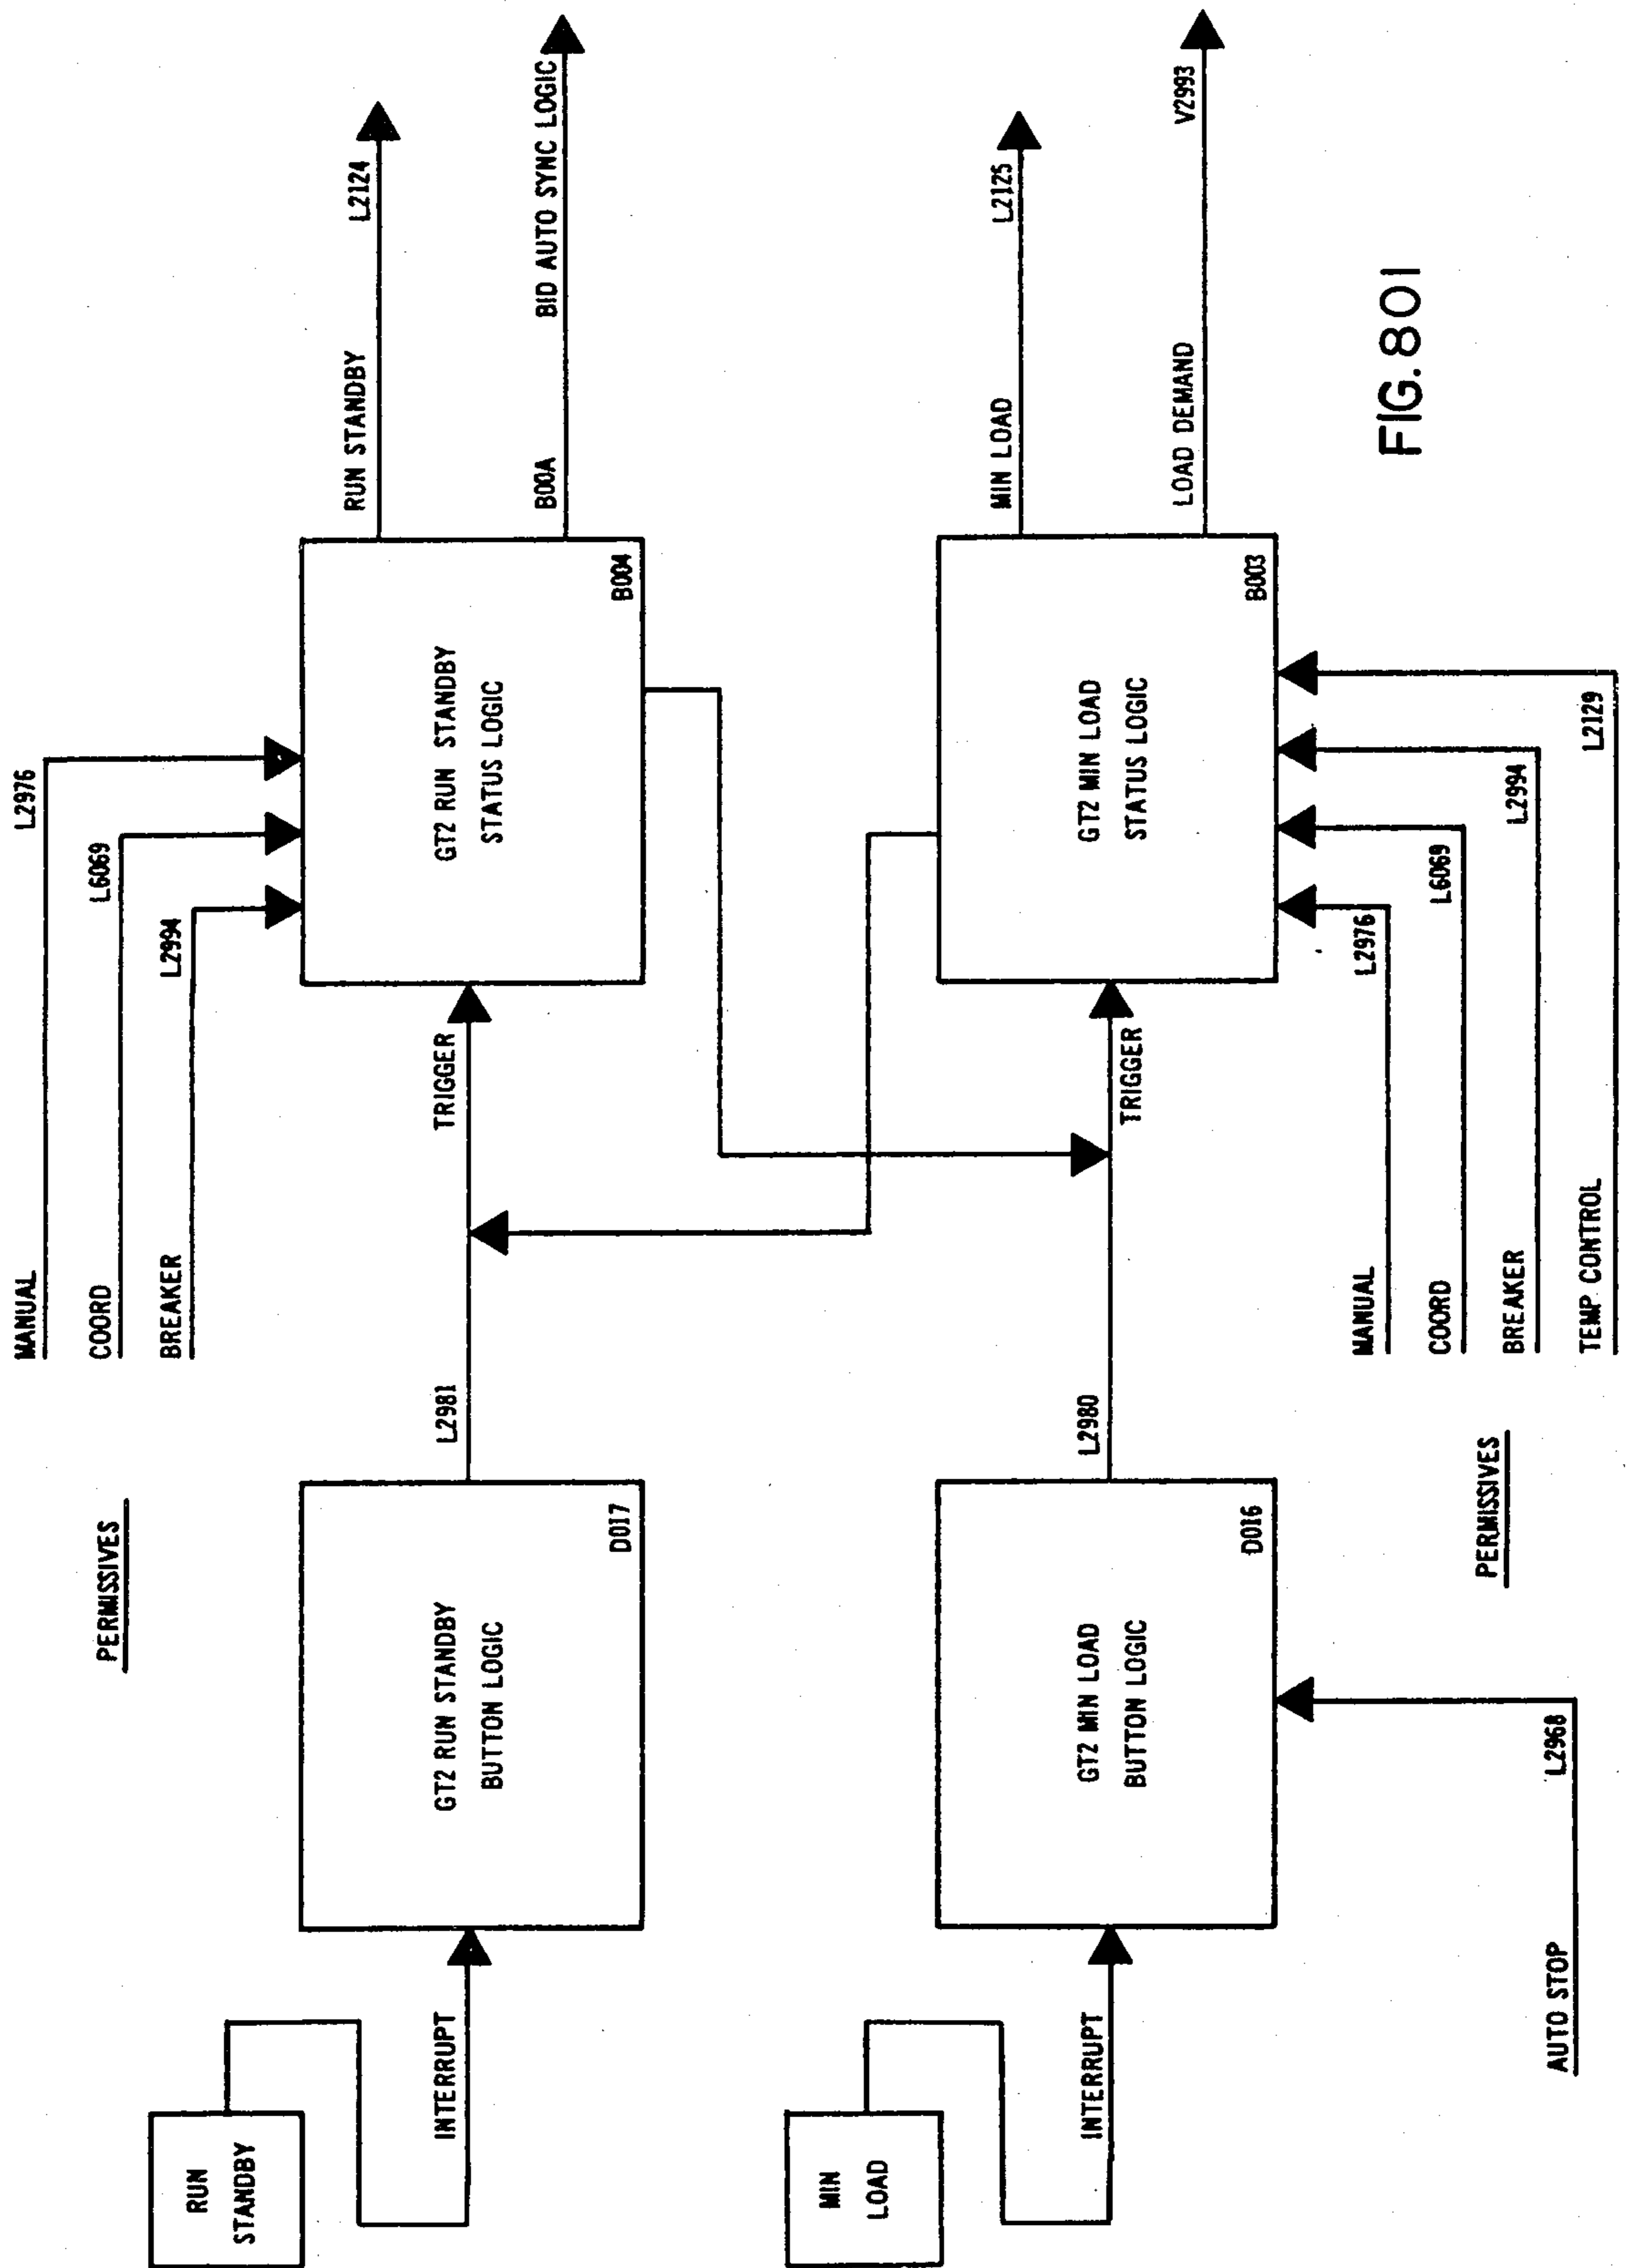 PERMISSIVES
MANUAL
L2976
COORD
L6069
BREAKER
L2994
RUN
STANDBY
INTERRUPT
GT2 RUN STANDBY
BUTTON LOGIC
D017
L2981
TRIGGER
GT2 RUN STANDBY
STATUS LOGIC
B004
RUN STANDBY
L2124
B00A
BID AUTO SYNC LOGIC
MIN
LOAD
INTERRUPT
GT2 MIN LOAD
BUTTON LOGIC
D016
L2980
TRIGGER
GT2 MIN LOAD
STATUS LOGIC
B003
MIN LOAD
L2125
LOAD DEMAND
V2993
AUTO STOP
L2968
PERMISSIVES
MANUAL
L2976
COORD
L6069
BREAKER
L2994
TEMP CONTROL
L2129
FIG. 801